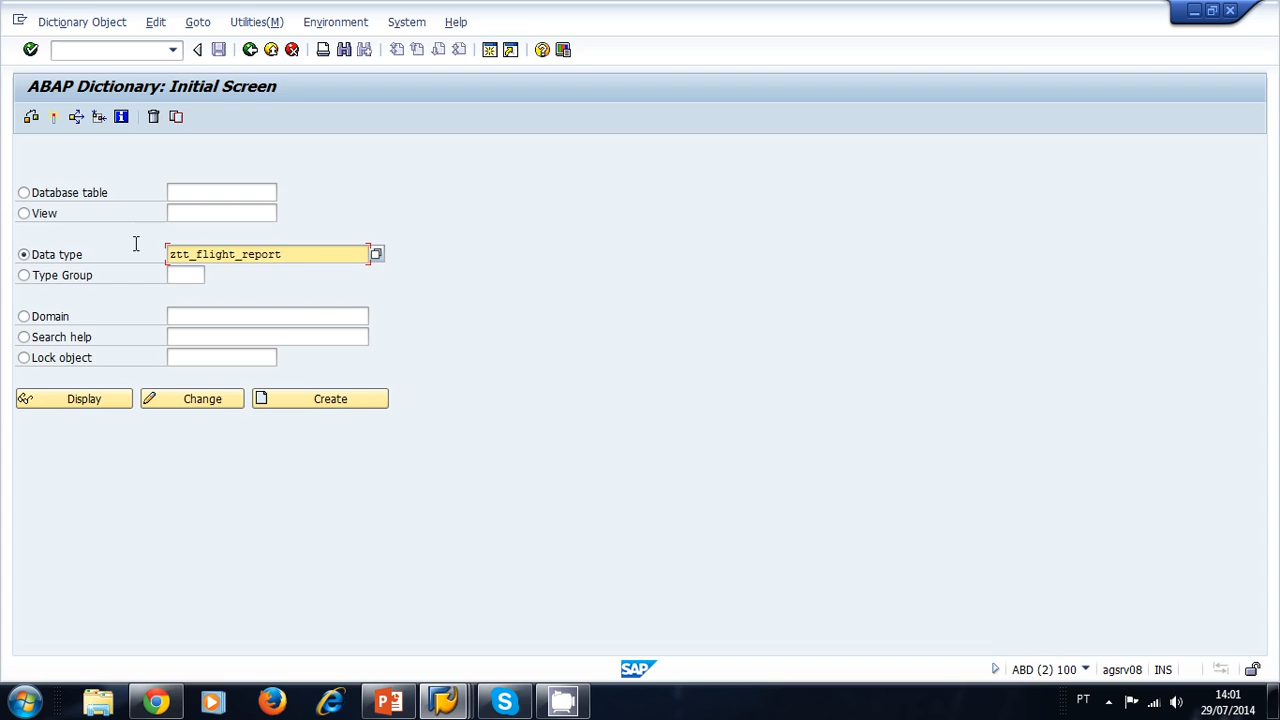 Dictionary Object Edit Goto Utilities(M) Environment System Help
ABAP Dictionary: Initial Screen
Database table
View
Data type ztt_flight_report
Type Group
Domain
Search help
Lock object
Display Change Create
SAP
ABD (2) 100 agsrv08 INS
PT
14:01
29/07/2014